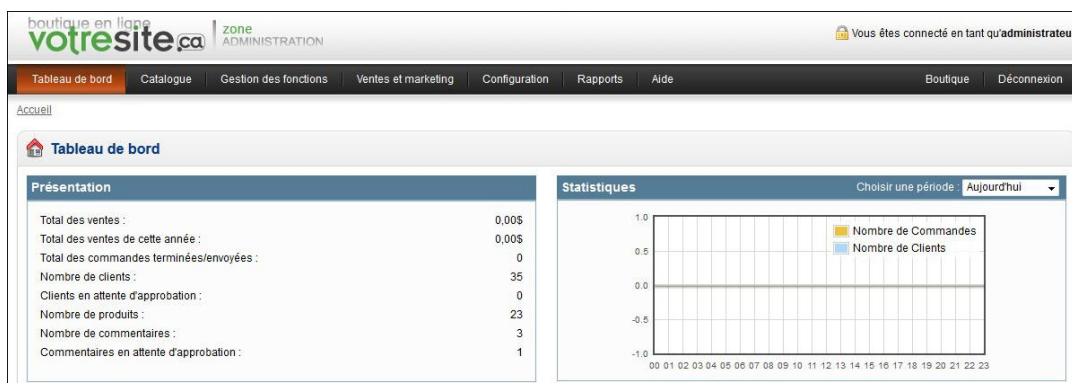 boutique en ligne
votresite.ca
zone
ADMINISTRATION
Vous êtes connecté en tant qu'administrateu
Tableau de bord Catalogue Gestion des fonctions Ventes et marketing Configuration Rapports Aide Boutique Déconnexion
Accueil
Tableau de bord
Présentation
Total des ventes : 0,00$
Total des ventes de cette année : 0,00$
Total des commandes terminées/envoyées : 0
Nombre de clients : 35
Clients en attente d'approbation : 0
Nombre de produits : 23
Nombre de commentaires : 3
Commentaires en attente d'approbation : 1
Statistiques Choisir une période : Aujourd'hui
1.0
0.5
0.0
-0.5
-1.0
Nombre de Commandes
Nombre de Clients
00 01 02 03 04 05 06 07 08 09 10 11 12 13 14 15 16 17 18 19 20 21 22 23